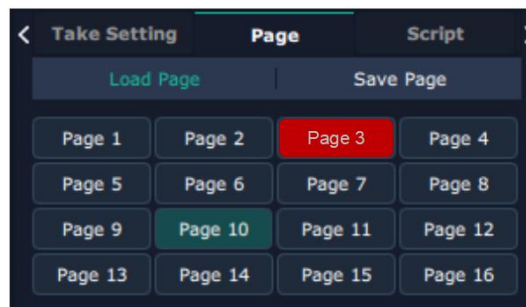 Take Setting Page Script
Load Page Save Page
Page 1 Page 2 Page 3 Page 4
Page 5 Page 6 Page 7 Page 8
Page 9 Page 10 Page 11 Page 12
Page 13 Page 14 Page 15 Page 16